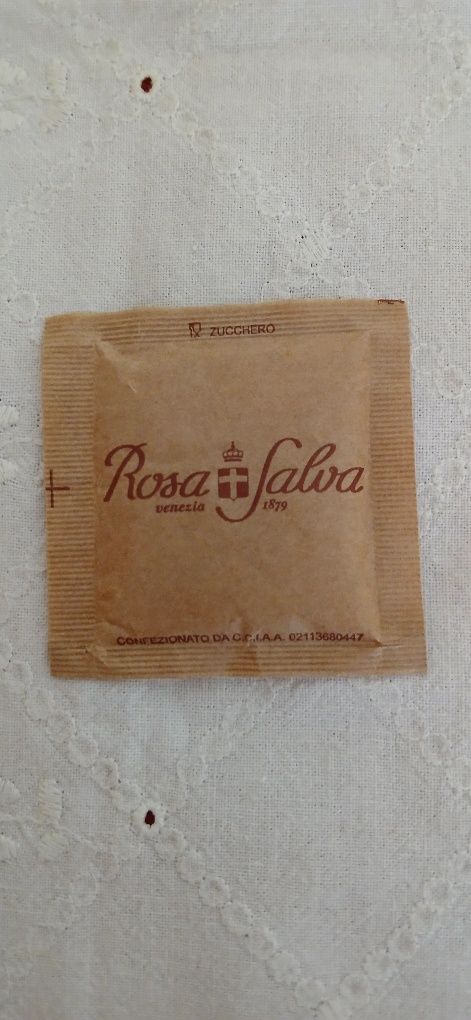 ZUCCHERO
Rosa Salva
venezia 1879
CONFEZIONATO DA C.C.I.A.A. 02113680447